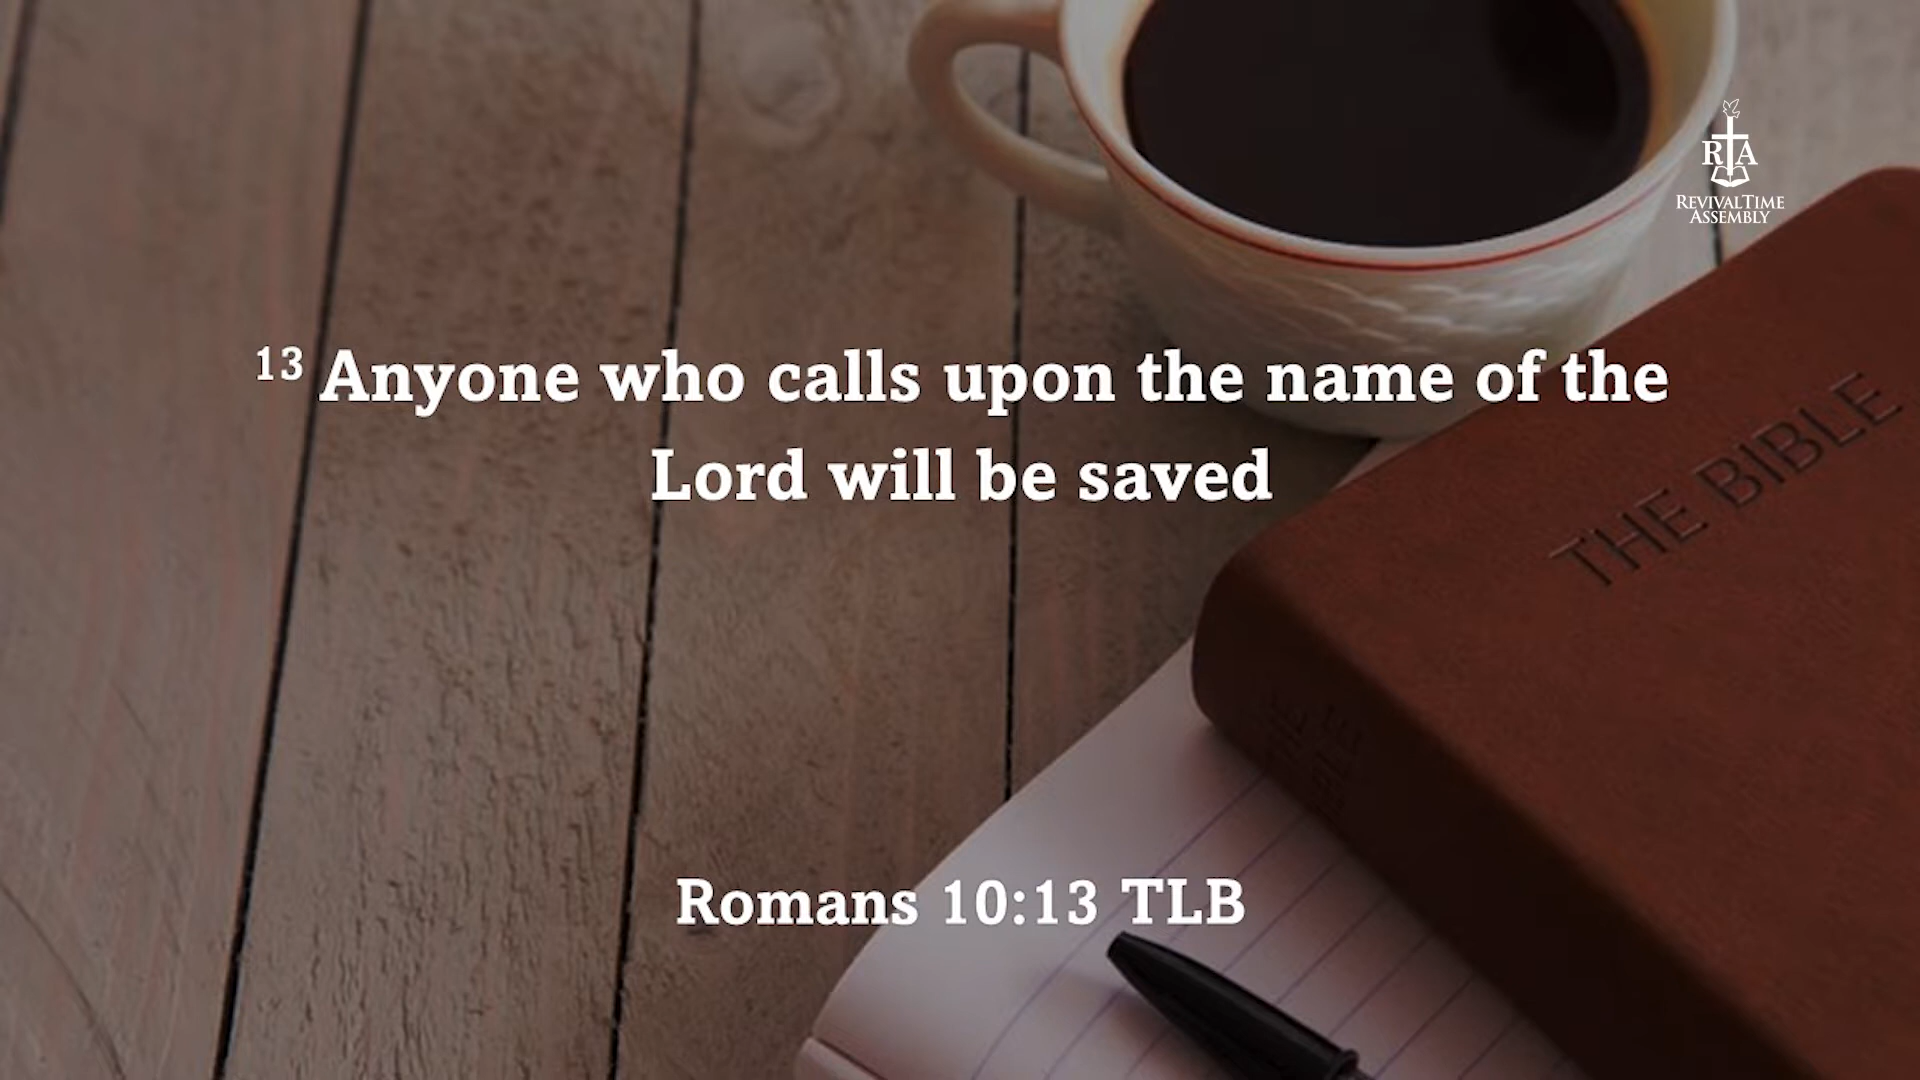 RTA
REVIVALTIME
ASSEMBLY
13 Anyone who calls upon the name of the
Lord will be saved
THE BIBLE
Romans 10:13 TLB